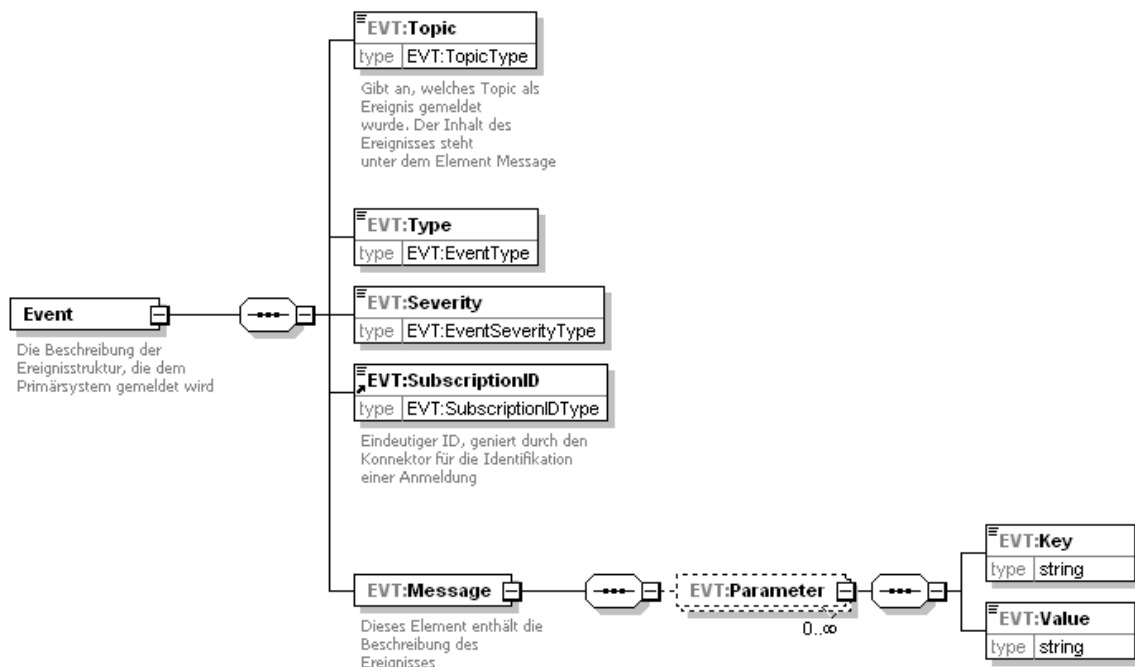 EVT:Topic
type EVT:TopicType
Gibt an, welches Topic als
Ereignis gemeldet
wurde. Der Inhalt des
Ereignisses steht
unter dem Element Message
EVT:Type
type EVT:EventType
Event
Die Beschreibung der
Ereignisstruktur, die dem
Primärsystem gemeldet wird
EVT:Severity
type EVT:EventSeverityType
EVT:SubscriptionID
type EVT:SubscriptionIDType
Eindeutiger ID, geniert durch den
Konnektor für die Identifikation
einer Anmeldung
EVT:Message
Dieses Element enthält die
Beschreibung des
Ereignisses
EVT:Parameter
0..∞
EVT:Key
type string
EVT:Value
type string